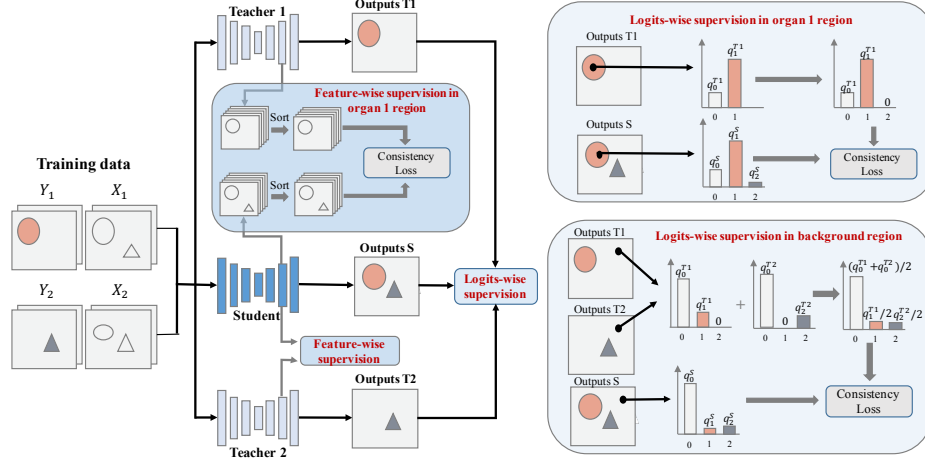 Teacher 1
Outputs T1
Feature-wise supervision in
organ 1 region
Sort
Consistency
Loss
Sort
Training data
Y₁
X₁
Y₂
X₂
Student
Outputs S
Logits-wise
supervision
Feature-wise
supervision
Outputs T2
Teacher 2
Logits-wise supervision in organ 1 region
Outputs T1
q₀ᵀ¹
q₁ᵀ¹
0 1
q₀ᵀ¹
q₁ᵀ¹
0
0 1 2
Outputs S
q₀ˢ
q₁ˢ
q₂ˢ
0 1 2
Consistency
Loss
Logits-wise supervision in background region
Outputs T1
Outputs T2
q₀ᵀ¹
q₁ᵀ¹
0
0 1 2
+
q₀ᵀ²
0
q₂ᵀ²
0 1 2
(q₀ᵀ¹+q₀ᵀ²)/2
q₁ᵀ¹/2 q₂ᵀ²/2
0 1 2
Outputs S
q₀ˢ
q₁ˢ
q₂ˢ
0 1 2
Consistency
Loss